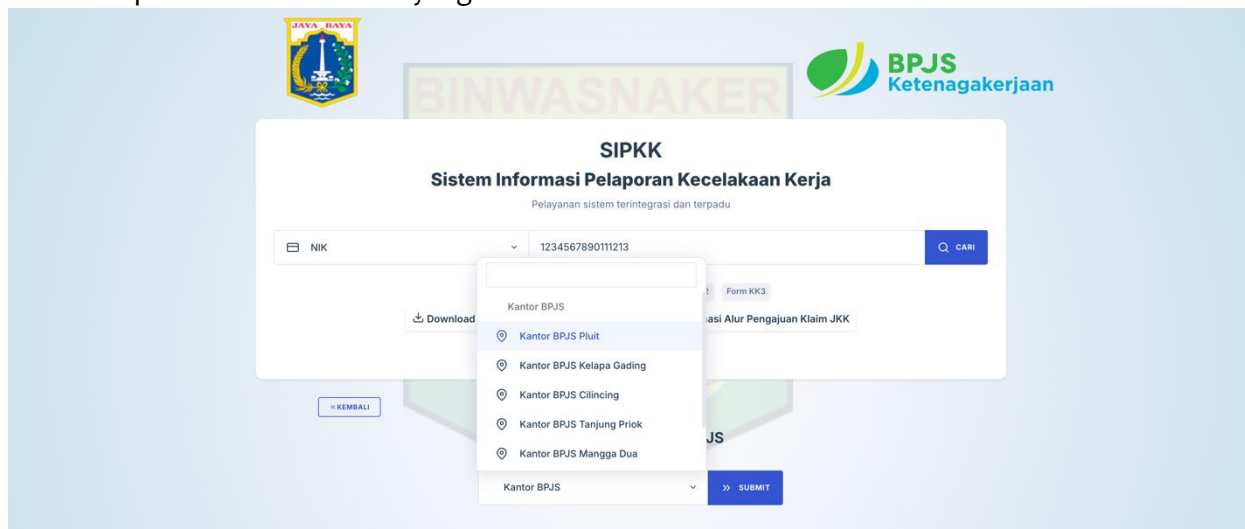 JAYA RAYA
BPJS
Ketenagakerjaan
BINWASNAKER
SIPKK
Sistem Informasi Pelaporan Kecelakaan Kerja
Pelayanan sistem terintegrasi dan terpadu
NIK
1234567890111213
CARI
Form KK3
Download
Alur Pengajuan Klaim JKK
Kantor BPJS
Kantor BPJS Pluit
Kantor BPJS Kelapa Gading
Kantor BPJS Cilincing
Kantor BPJS Tanjung Priok
Kantor BPJS Mangga Dua
« KEMBALI
Kantor BPJS
» SUBMIT